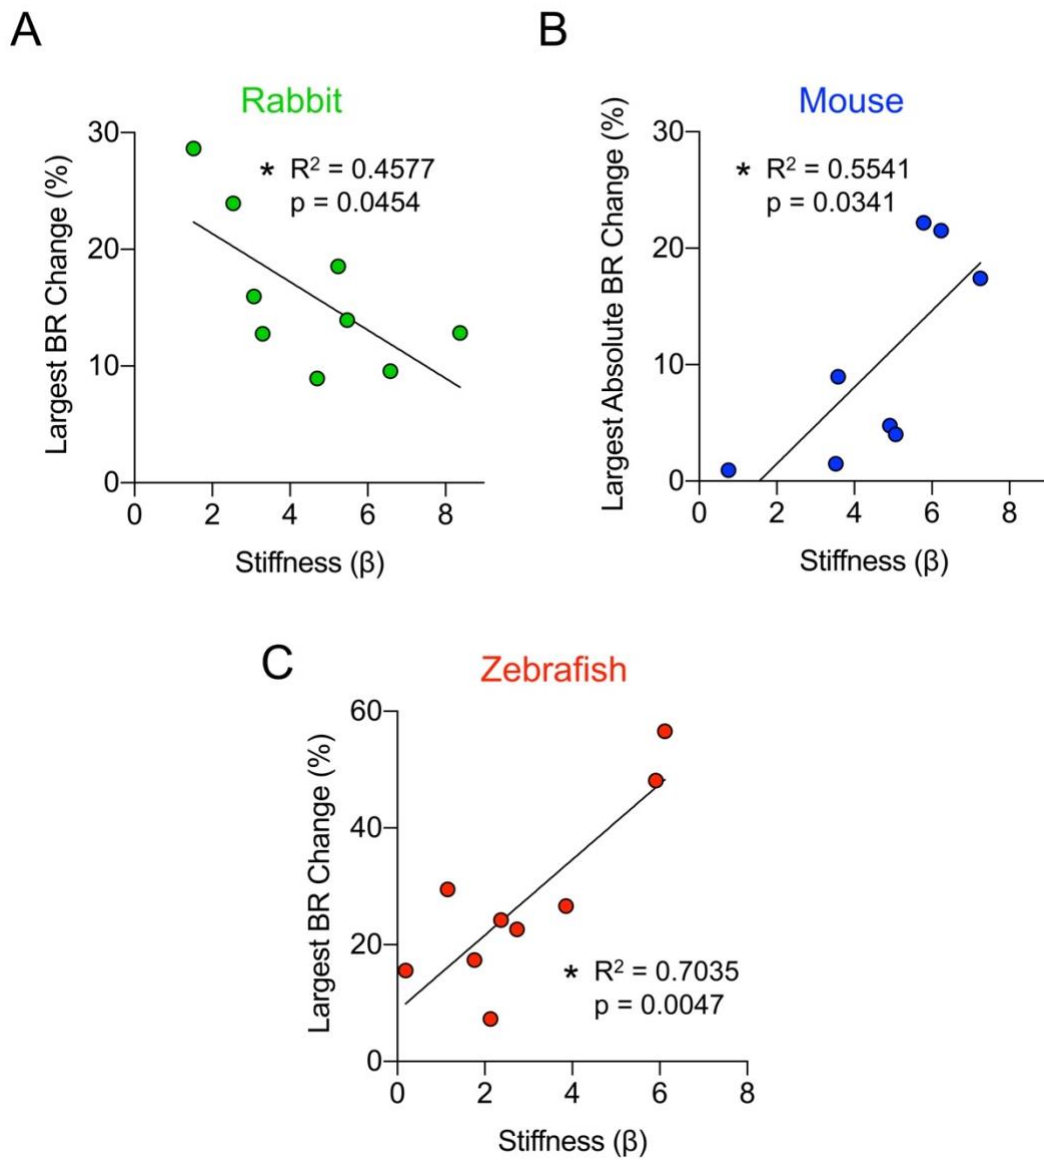 A
B
Rabbit
Mouse
Largest BR Change (%)
30
20
10
0
* R² = 0.4577
p = 0.0454
0 2 4 6 8
Stiffness (β)
Largest Absolute BR Change (%)
30
20
10
0
* R² = 0.5541
p = 0.0341
0 2 4 6 8
Stiffness (β)
C
Zebrafish
Largest BR Change (%)
60
40
20
0
* R² = 0.7035
p = 0.0047
0 2 4 6 8
Stiffness (β)